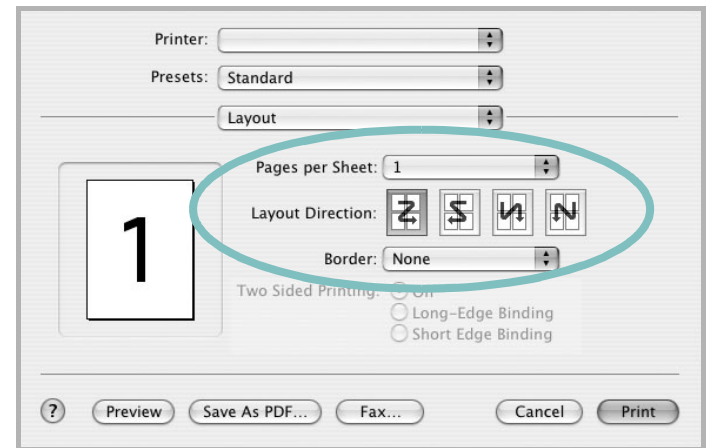 Printer:
Presets: Standard
Layout
Pages per Sheet: 1
Layout Direction:
Border: None
Two Sided Printing: Off
Long-Edge Binding
Short Edge Binding
1
? Preview Save As PDF... Fax... Cancel Print